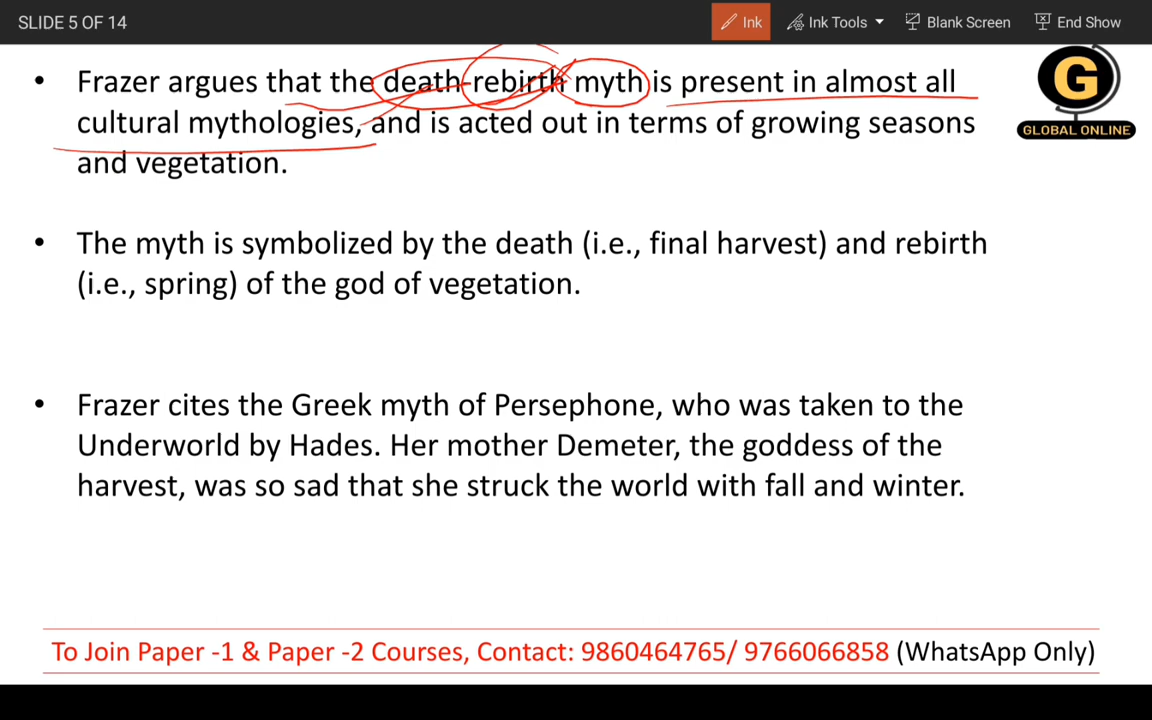 SLIDE 5 OF 14
Ink
Ink Tools
Blank Screen
End Show
• Frazer argues that the death-rebirth myth is present in almost all
cultural mythologies, and is acted out in terms of growing seasons
and vegetation.
G
GLOBAL ONLINE
• The myth is symbolized by the death (i.e., final harvest) and rebirth
(i.e., spring) of the god of vegetation.
• Frazer cites the Greek myth of Persephone, who was taken to the
Underworld by Hades. Her mother Demeter, the goddess of the
harvest, was so sad that she struck the world with fall and winter.
To Join Paper -1 & Paper -2 Courses, Contact: 9860464765/ 9766066858 (WhatsApp Only)